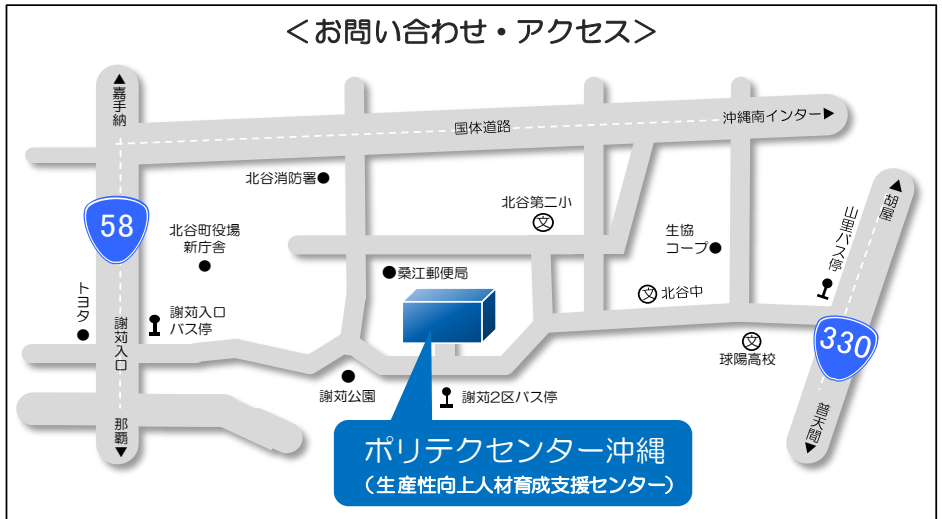 ＜お問い合わせ・アクセス＞
▲嘉手納
国体道路
沖縄南インター▶
北谷消防署●
北谷第二小
文
58
北谷町役場
新庁舎
生協
コープ●
▲胡屋
山里バス停
●桑江郵便局
文 北谷中
トヨタ
謝苅入口
謝苅入口
バス停
文
球陽高校
330
謝苅公園
謝苅2区バス停
那覇▼
普天間▼
ポリテクセンター沖縄
（生産性向上人材育成支援センター）